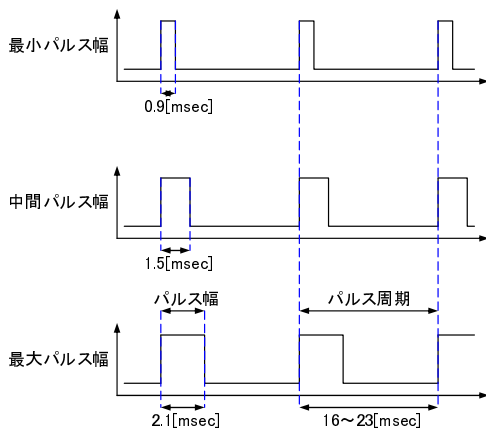 最小パルス幅
0.9[msec]
中間パルス幅
1.5[msec]
パルス幅
パルス周期
最大パルス幅
2.1[msec]
16～23[msec]